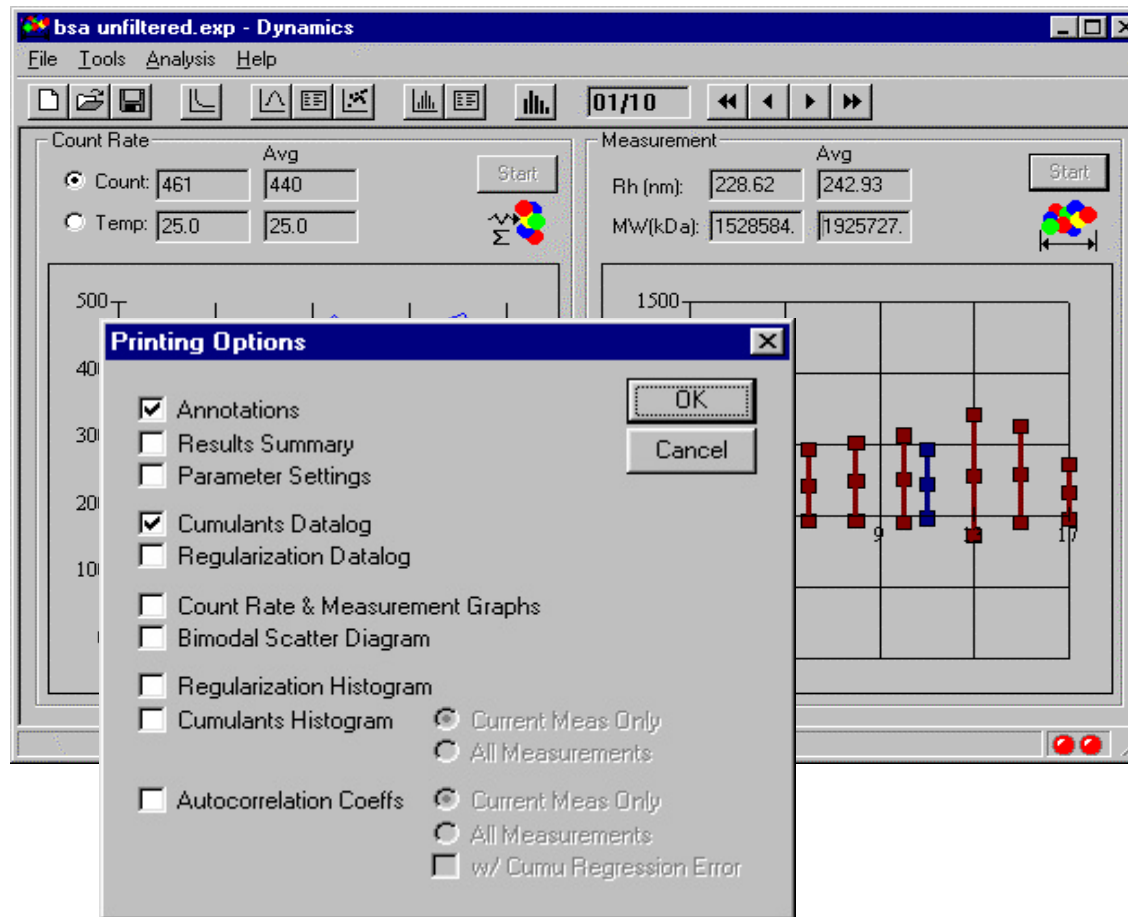 bsa unfiltered.exp - Dynamics
File Tools Analysis Help
01/10
Count Rate
Avg
Count: 461 440
Start
Temp: 25.0 25.0
Measurement
Avg
Rh (nm): 228.62 242.93
Start
MW(kDa): 1528584. 1925727.
500
1500
9
17
Printing Options
Annotations
Results Summary
Parameter Settings
Cumulants Datalog
Regularization Datalog
Count Rate & Measurement Graphs
Bimodal Scatter Diagram
Regularization Histogram
Cumulants Histogram
Current Meas Only
All Measurements
Autocorrelation Coeffs
Current Meas Only
All Measurements
w/ Cumu Regression Error
OK
Cancel